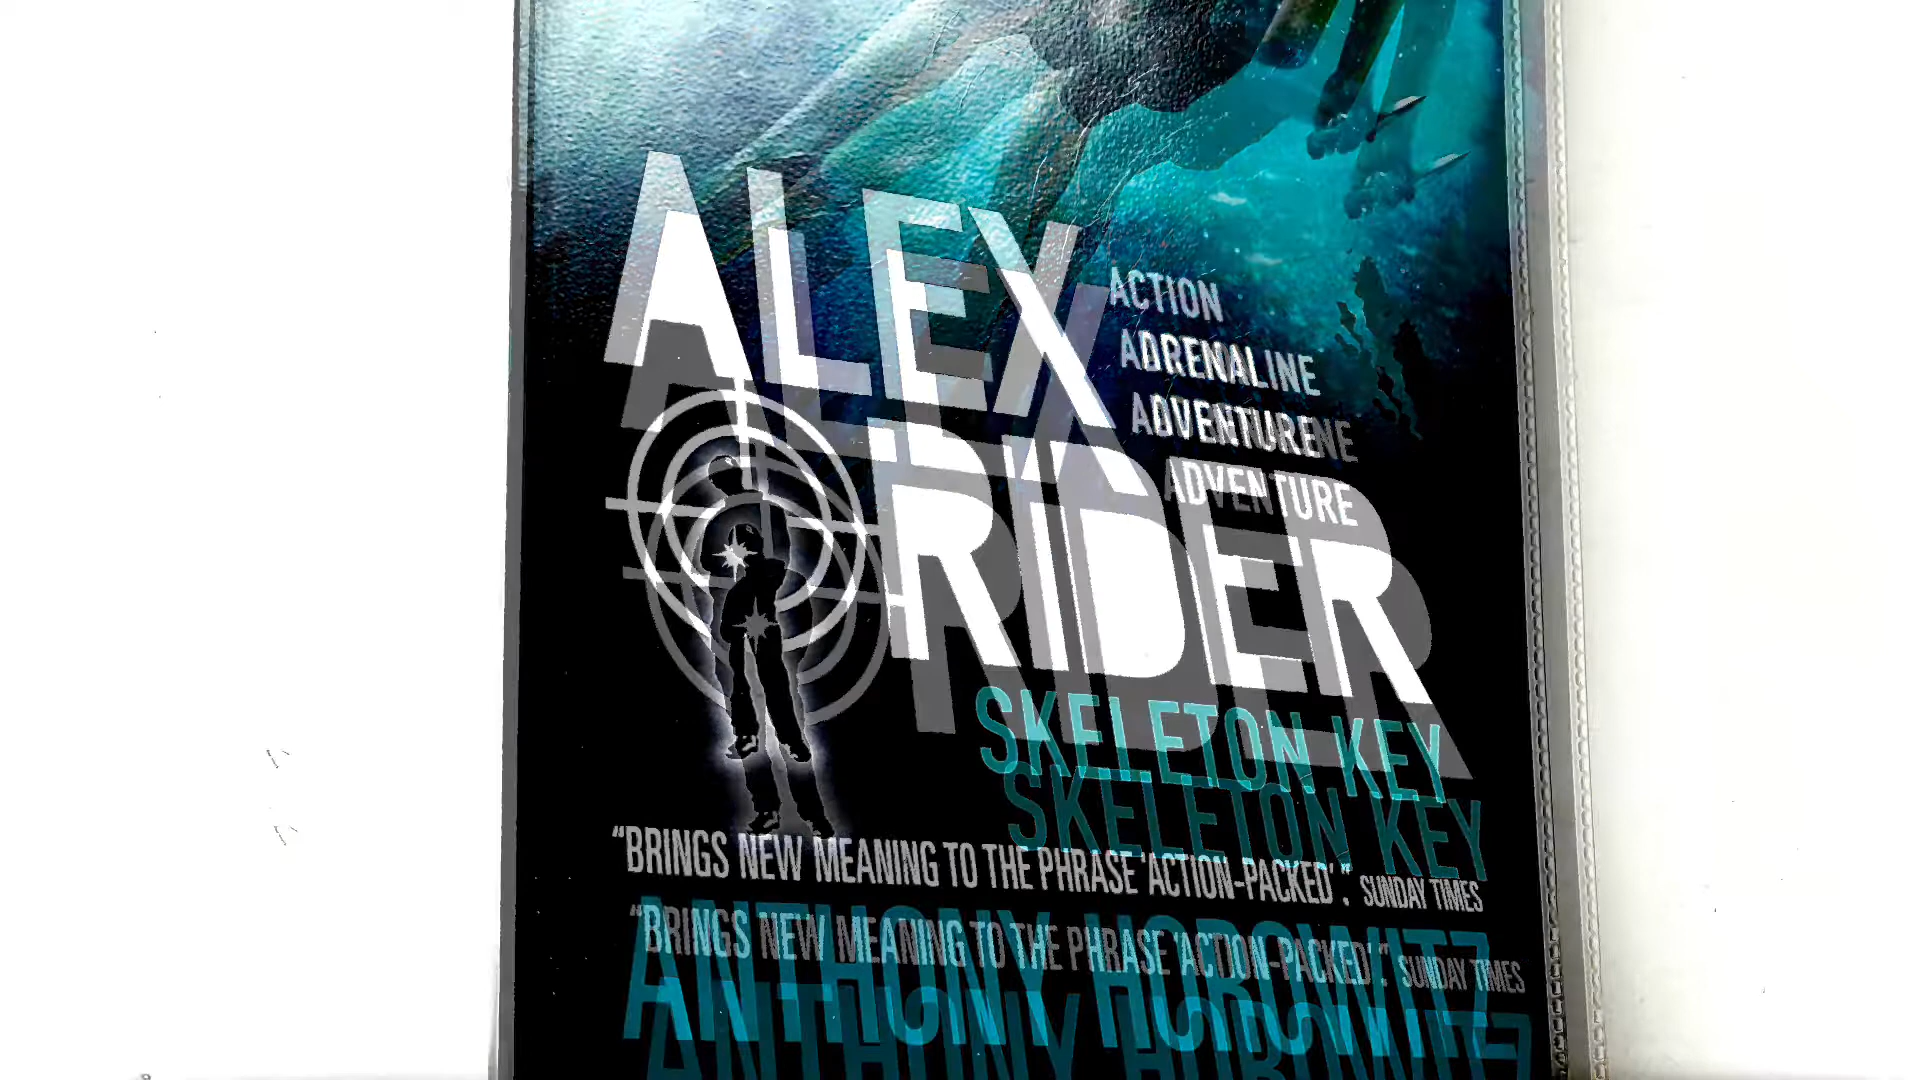 ALEX
RIDER
ACTION
ADRENALINE
ADVENTURE
SKELETON KEY
"BRINGS NEW MEANING TO THE PHRASE 'ACTION-PACKED'." SUNDAY TIMES
ANTHONY HOROWITZ